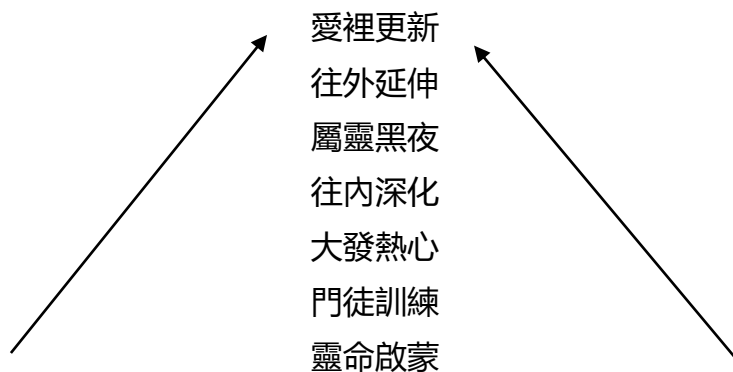 愛裡更新
往外延伸
屬靈黑夜
往內深化
大發熱心
門徒訓練
靈命啟蒙